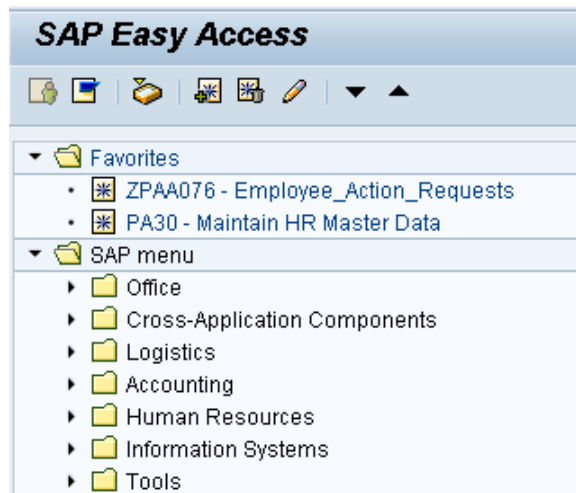 SAP Easy Access
Favorites
ZPAA076 - Employee_Action_Requests
PA30 - Maintain HR Master Data
SAP menu
Office
Cross-Application Components
Logistics
Accounting
Human Resources
Information Systems
Tools